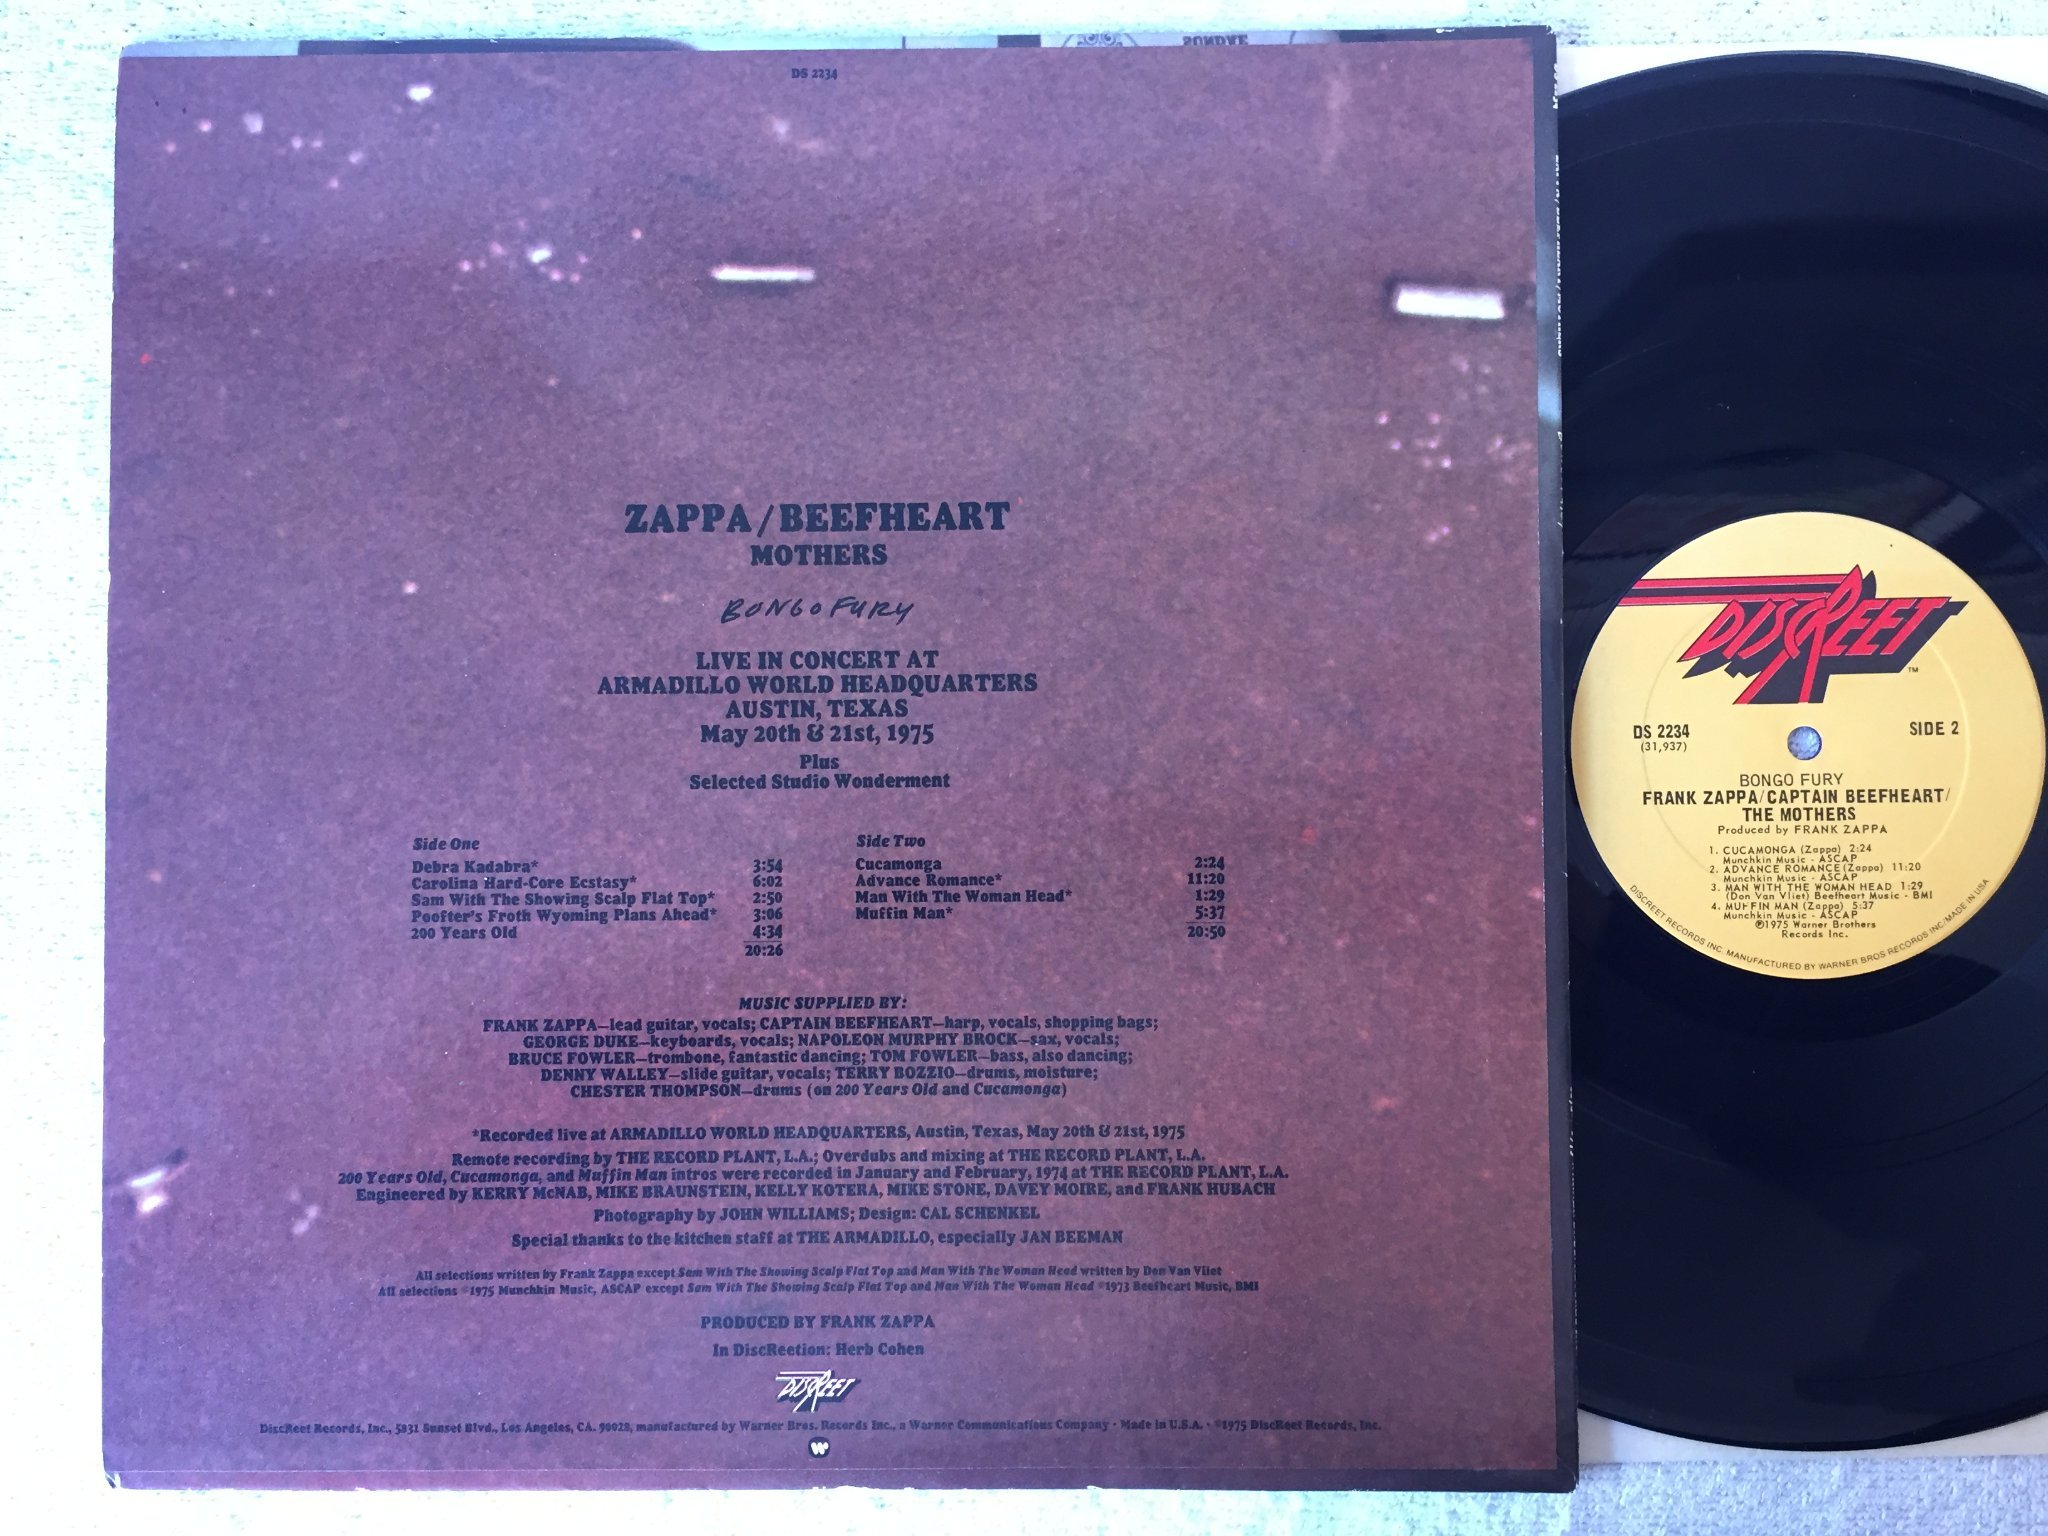 DS 2234
ZAPPA/BEEFHEART
MOTHERS
BONGO FURY
LIVE IN CONCERT AT
ARMADILLO WORLD HEADQUARTERS
AUSTIN, TEXAS
May 20th & 21st, 1975
Plus
Selected Studio Wonderment
Side One
Debra Kadabra* 3:54
Carolina Hard-Core Ecstasy* 6:02
Sam With The Showing Scalp Flat Top* 2:50
Poofter's Froth Wyoming Plans Ahead* 3:06
200 Years Old 4:34
20:26
Side Two
Cucamonga 2:24
Advance Romance* 11:20
Man With The Woman Head* 1:29
Muffin Man* 5:37
20:50
MUSIC SUPPLIED BY:
FRANK ZAPPA—lead guitar, vocals; CAPTAIN BEEFHEART—harp, vocals, shopping bags;
GEORGE DUKE—keyboards, vocals; NAPOLEON MURPHY BROCK—sax, vocals;
BRUCE FOWLER—trombone, fantastic dancing; TOM FOWLER—bass, also dancing;
DENNY WALLEY—slide guitar, vocals; TERRY BOZZIO—drums, moisture;
CHESTER THOMPSON—drums (on 200 Years Old and Cucamonga)
*Recorded live at ARMADILLO WORLD HEADQUARTERS, Austin, Texas, May 20th & 21st, 1975
Remote recording by THE RECORD PLANT, L.A.; Overdubs and mixing at THE RECORD PLANT, L.A.
200 Years Old, Cucamonga, and Muffin Man intros were recorded in January and February, 1974 at THE RECORD PLANT, L.A.
Engineered by KERRY McNAB, MIKE BRAUNSTEIN, KELLY KOTERA, MIKE STONE, DAVEY MOIRE, and FRANK HUBACH
Photography by JOHN WILLIAMS; Design: CAL SCHENKEL
Special thanks to the kitchen staff at THE ARMADILLO, especially JAN BEEMAN
All selections written by Frank Zappa except Sam With The Showing Scalp Flat Top and Man With The Woman Head written by Don Van Vliet
All selections ©1975 Munchkin Music, ASCAP except Sam With The Showing Scalp Flat Top and Man With The Woman Head ©1973 Beefheart Music, BMI
PRODUCED BY FRANK ZAPPA
In DiscReetion: Herb Cohen
DISCREET
DiscReet Records, Inc., 5831 Sunset Blvd., Los Angeles, CA. 90028, manufactured by Warner Bros. Records Inc., a Warner Communications Company • Made in U.S.A. • ©1975 DiscReet Records, Inc.
W
DISCREET
TM
DS 2234
(31,937)
SIDE 2
BONGO FURY
FRANK ZAPPA/CAPTAIN BEEFHEART/
THE MOTHERS
Produced by FRANK ZAPPA
1. CUCAMONGA (Zappa) 2:24
Munchkin Music - ASCAP
2. ADVANCE ROMANCE (Zappa) 11:20
Munchkin Music - ASCAP
3. MAN WITH THE WOMAN HEAD 1:29
(Don Van Vliet) Beefheart Music - BMI
4. MUFFIN MAN (Zappa) 5:37
Munchkin Music - ASCAP
℗1975 Warner Brothers
Records Inc.
DISCREET RECORDS INC. MANUFACTURED BY WARNER BROS RECORDS INC/MADE IN USA